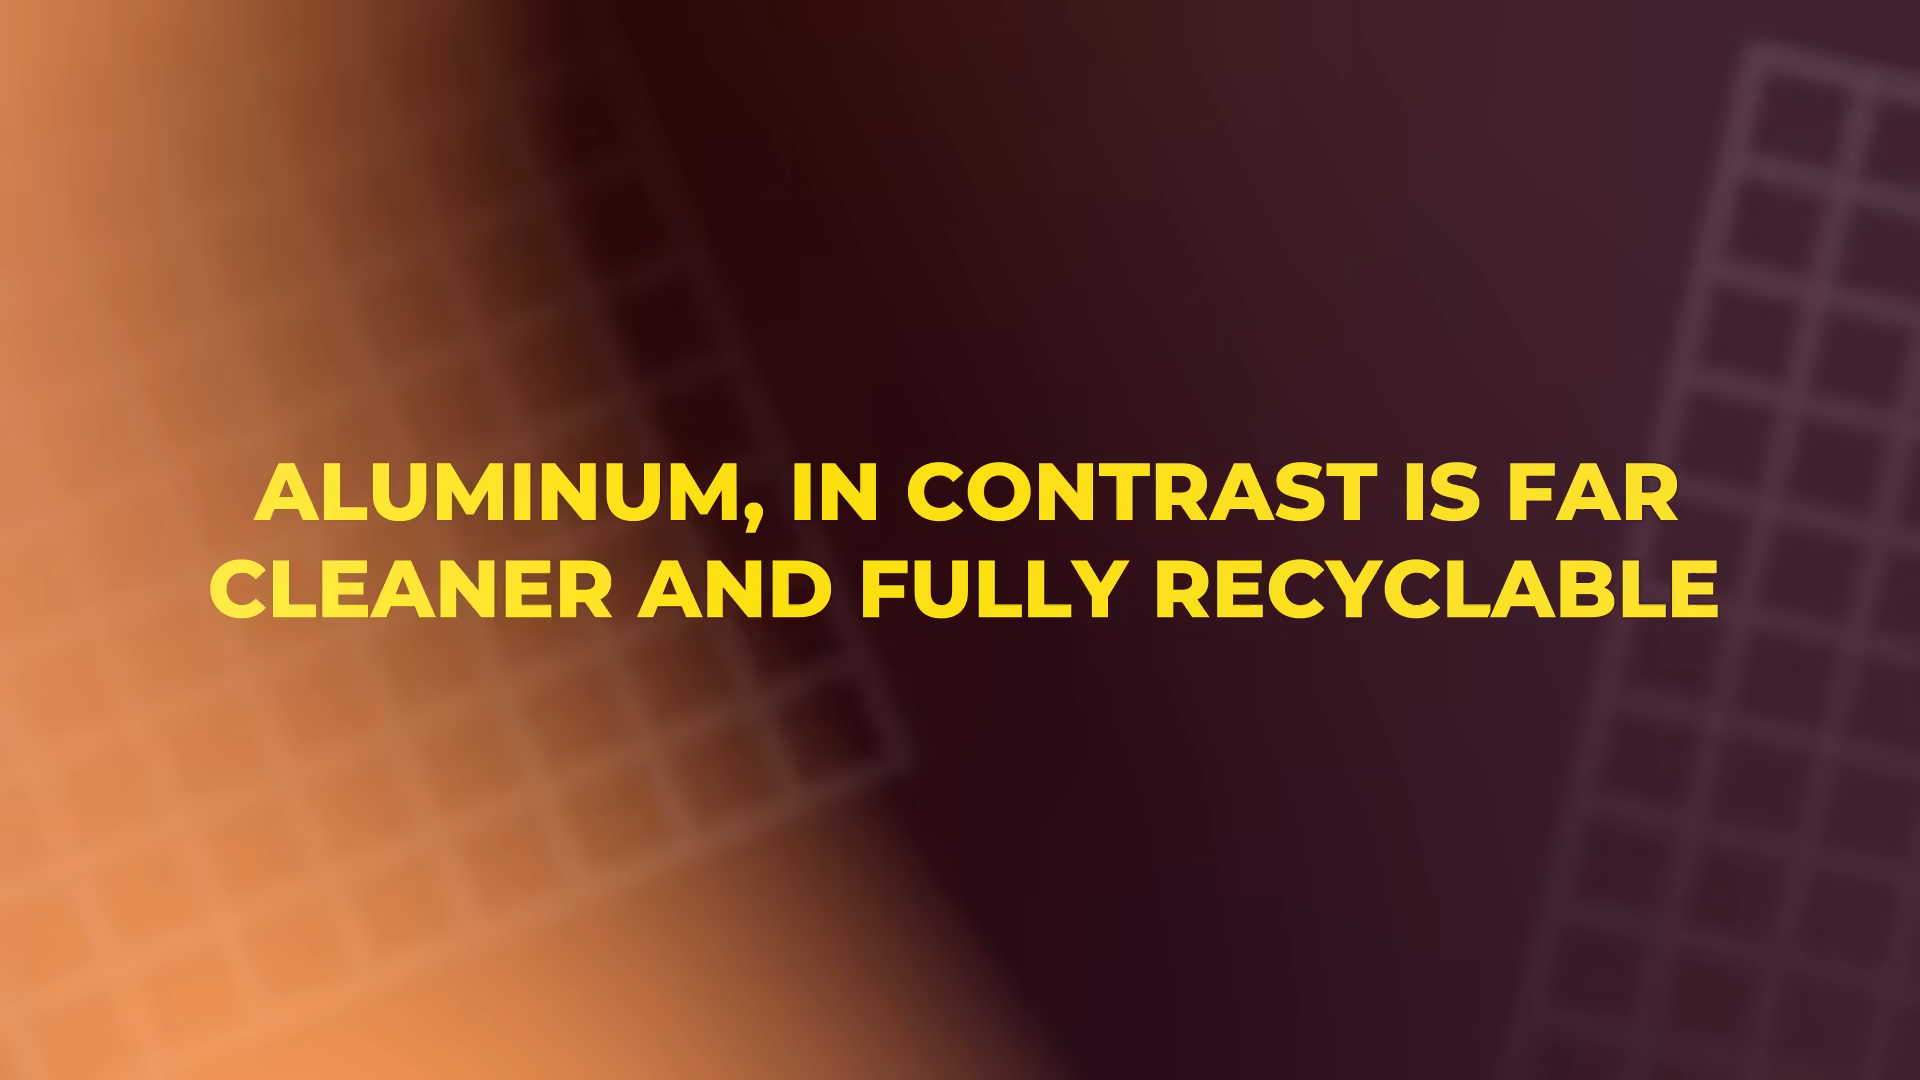 ALUMINUM, IN CONTRAST IS FAR
CLEANER AND FULLY RECYCLABLE